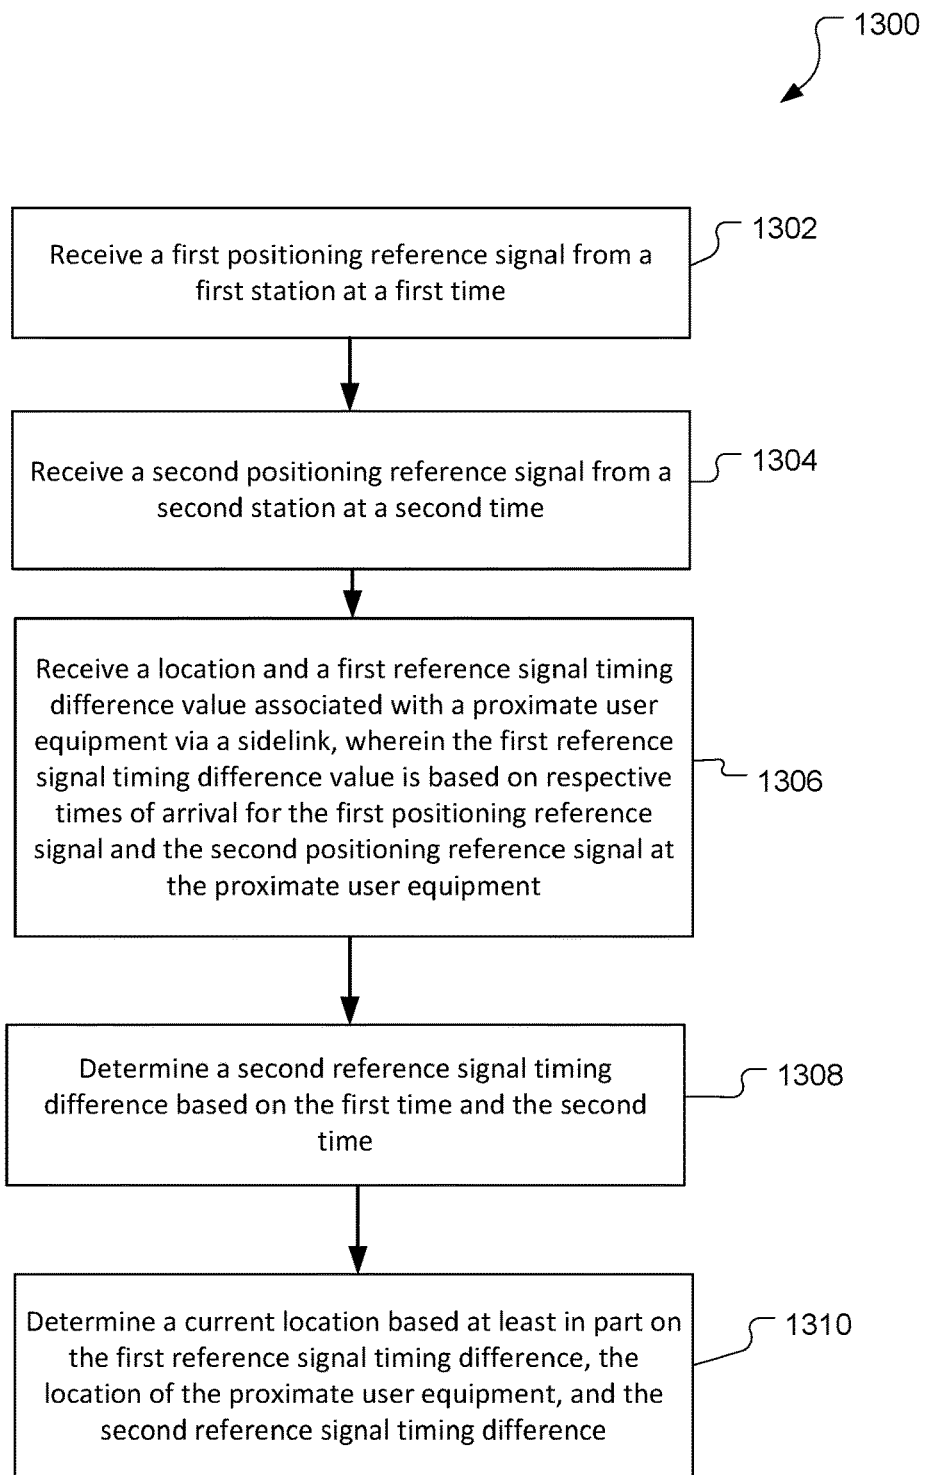 1300
Receive a first positioning reference signal from a
first station at a first time
1302
Receive a second positioning reference signal from a
second station at a second time
1304
Receive a location and a first reference signal timing
difference value associated with a proximate user
equipment via a sidelink, wherein the first reference
signal timing difference value is based on respective
times of arrival for the first positioning reference
signal and the second positioning reference signal at
the proximate user equipment
1306
Determine a second reference signal timing
difference based on the first time and the second
time
1308
Determine a current location based at least in part on
the first reference signal timing difference, the
location of the proximate user equipment, and the
second reference signal timing difference
1310